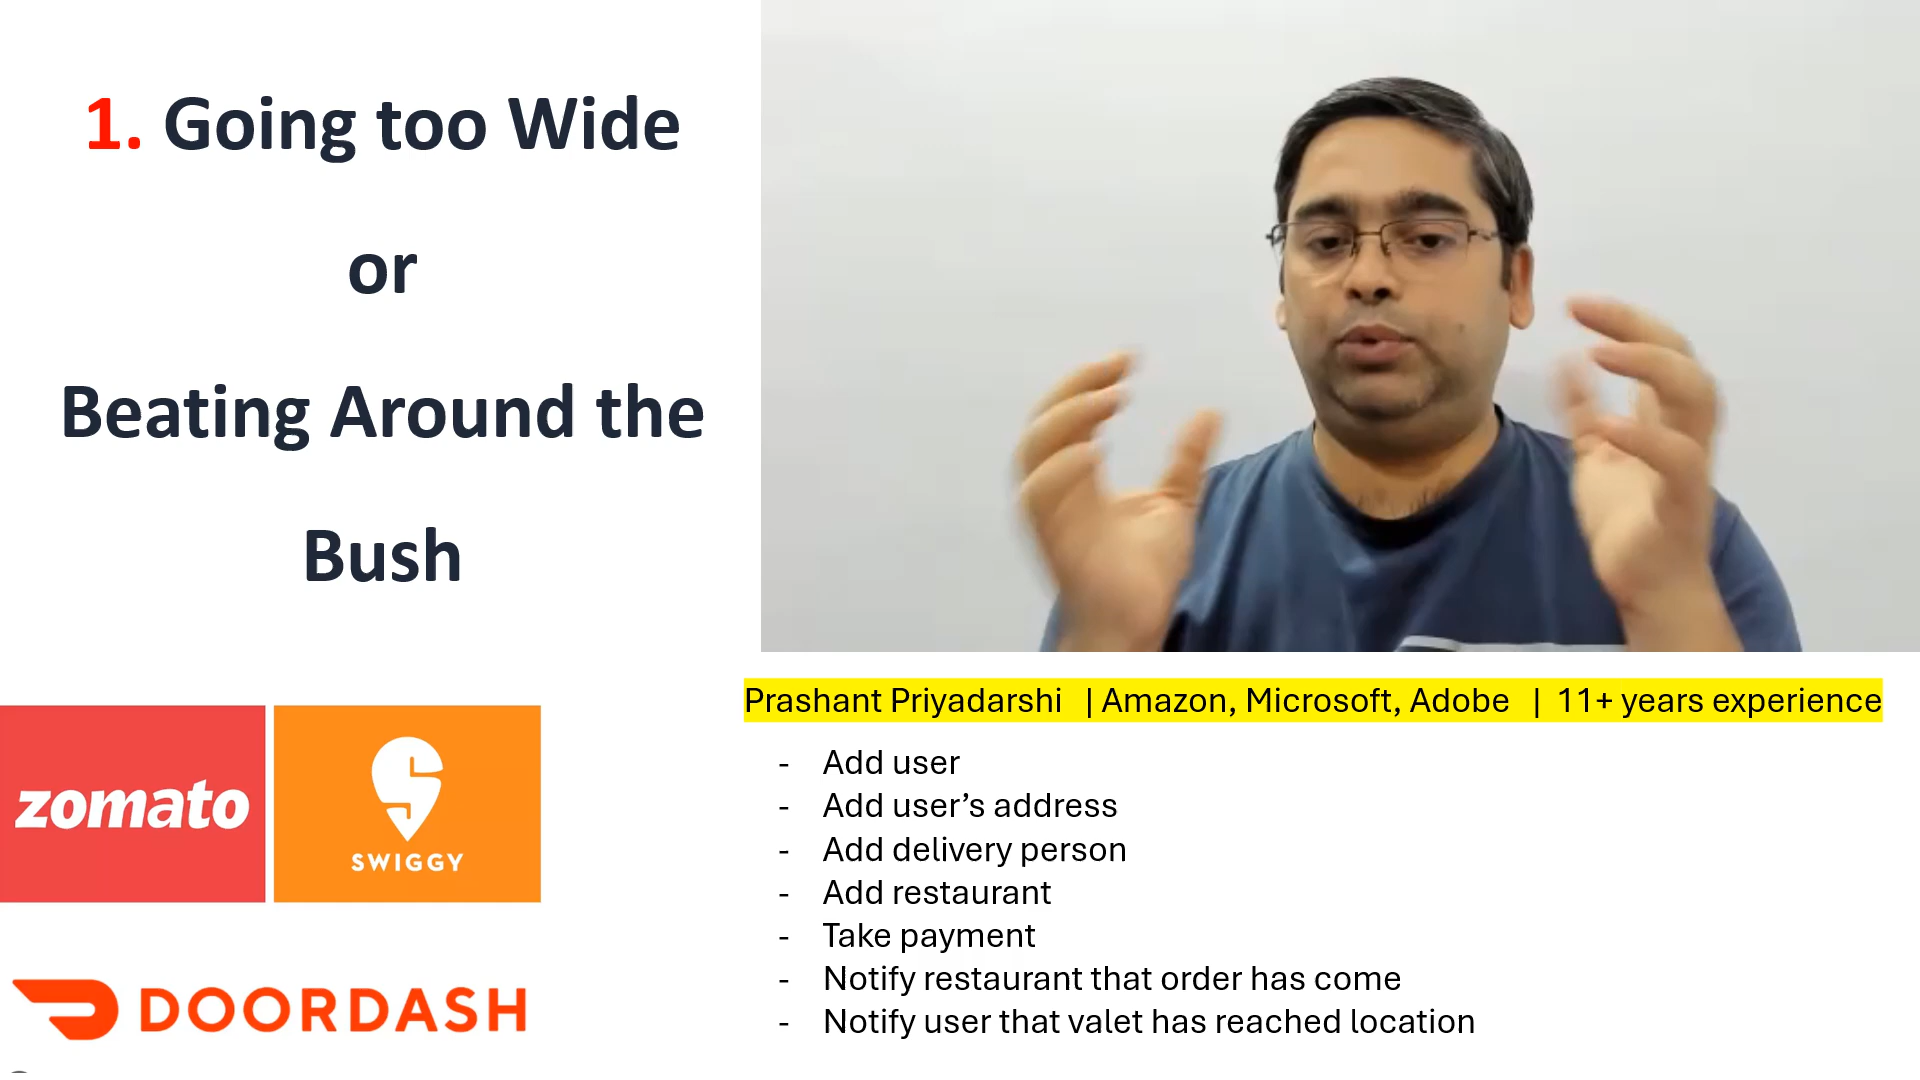 1. Going too Wide
or
Beating Around the
Bush
zomato
SWIGGY
DOORDASH
Prashant Priyadarshi | Amazon, Microsoft, Adobe | 11+ years experience
- Add user
- Add user’s address
- Add delivery person
- Add restaurant
- Take payment
- Notify restaurant that order has come
- Notify user that valet has reached location